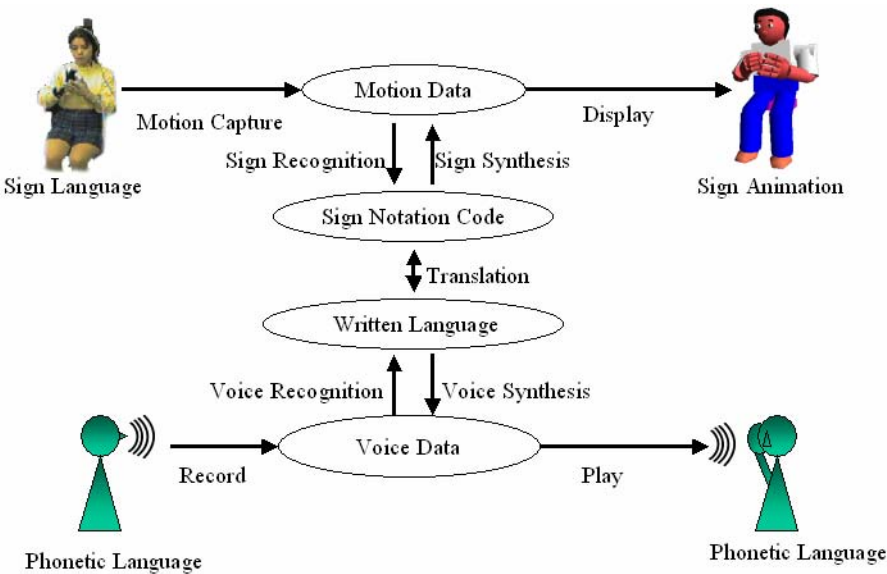 Motion Data
Motion Capture
Display
Sign Recognition
Sign Synthesis
Sign Language
Sign Animation
Sign Notation Code
Translation
Written Language
Voice Recognition
Voice Synthesis
Voice Data
Record
Play
Phonetic Language
Phonetic Language